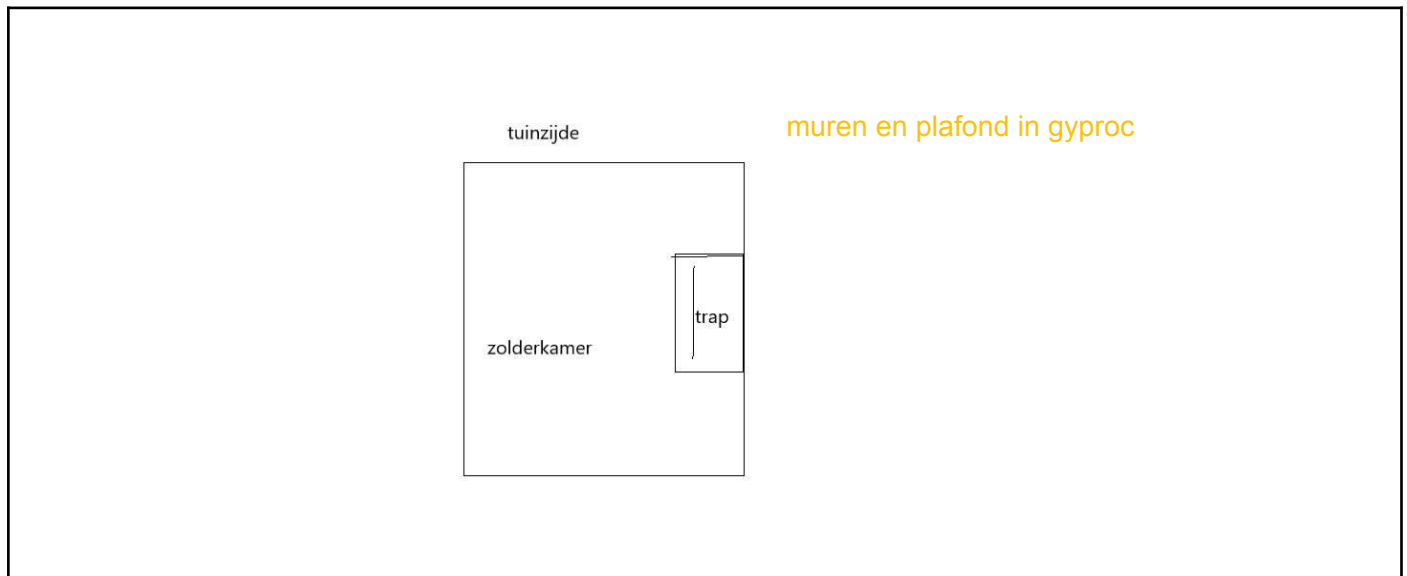 tuinzijde
muren en plafond in gyproc
trap
zolderkamer